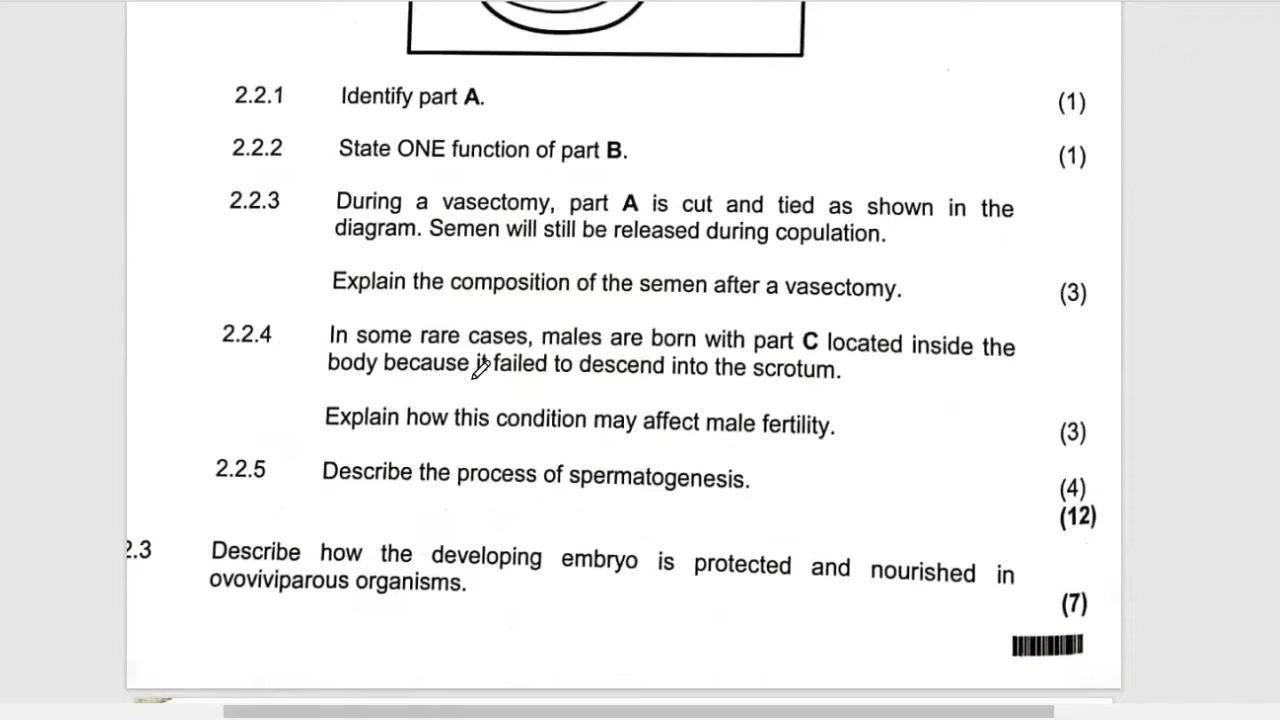 2.2.1 Identify part A. (1)
2.2.2 State ONE function of part B. (1)
2.2.3 During a vasectomy, part A is cut and tied as shown in the
diagram. Semen will still be released during copulation.
Explain the composition of the semen after a vasectomy. (3)
2.2.4 In some rare cases, males are born with part C located inside the
body because it failed to descend into the scrotum.
Explain how this condition may affect male fertility. (3)
2.2.5 Describe the process of spermatogenesis. (4)
(12)
2.3 Describe how the developing embryo is protected and nourished in
ovoviviparous organisms. (7)